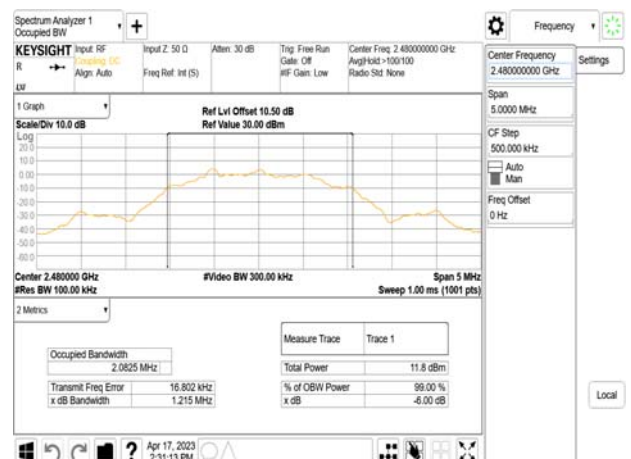 Spectrum Analyzer 1
Occupied BW
+
Frequency
KEYSIGHT Input: RF Input Z: 50 Ω Atten: 30 dB Trig: Free Run Center Freq: 2.480000000 GHz
Coupling: DC Gate: Off Avg|Hold:>100/100
R Align: Auto Freq Ref: Int (S) #IF Gain: Low Radio Std: None
Center Frequency
2.480000000 GHz
Settings
Span
5.0000 MHz
CF Step
500.000 kHz
Auto
Man
Freq Offset
0 Hz
Local
1 Graph
Ref Lvl Offset 10.50 dB
Scale/Div 10.0 dB Ref Value 30.00 dBm
Log
20.0
10.0
0.00
-10.0
-20.0
-30.0
-40.0
-50.0
-60.0
Center 2.480000 GHz #Video BW 300.00 kHz Span 5 MHz
#Res BW 100.00 kHz Sweep 1.00 ms (1001 pts)
2 Metrics
Measure Trace Trace 1
Occupied Bandwidth
2.0825 MHz
Total Power 11.8 dBm
Transmit Freq Error 16.802 kHz
% of OBW Power 99.00 %
x dB Bandwidth 1.215 MHz
x dB -6.00 dB
? Apr 17, 2023
2:31:13 PM